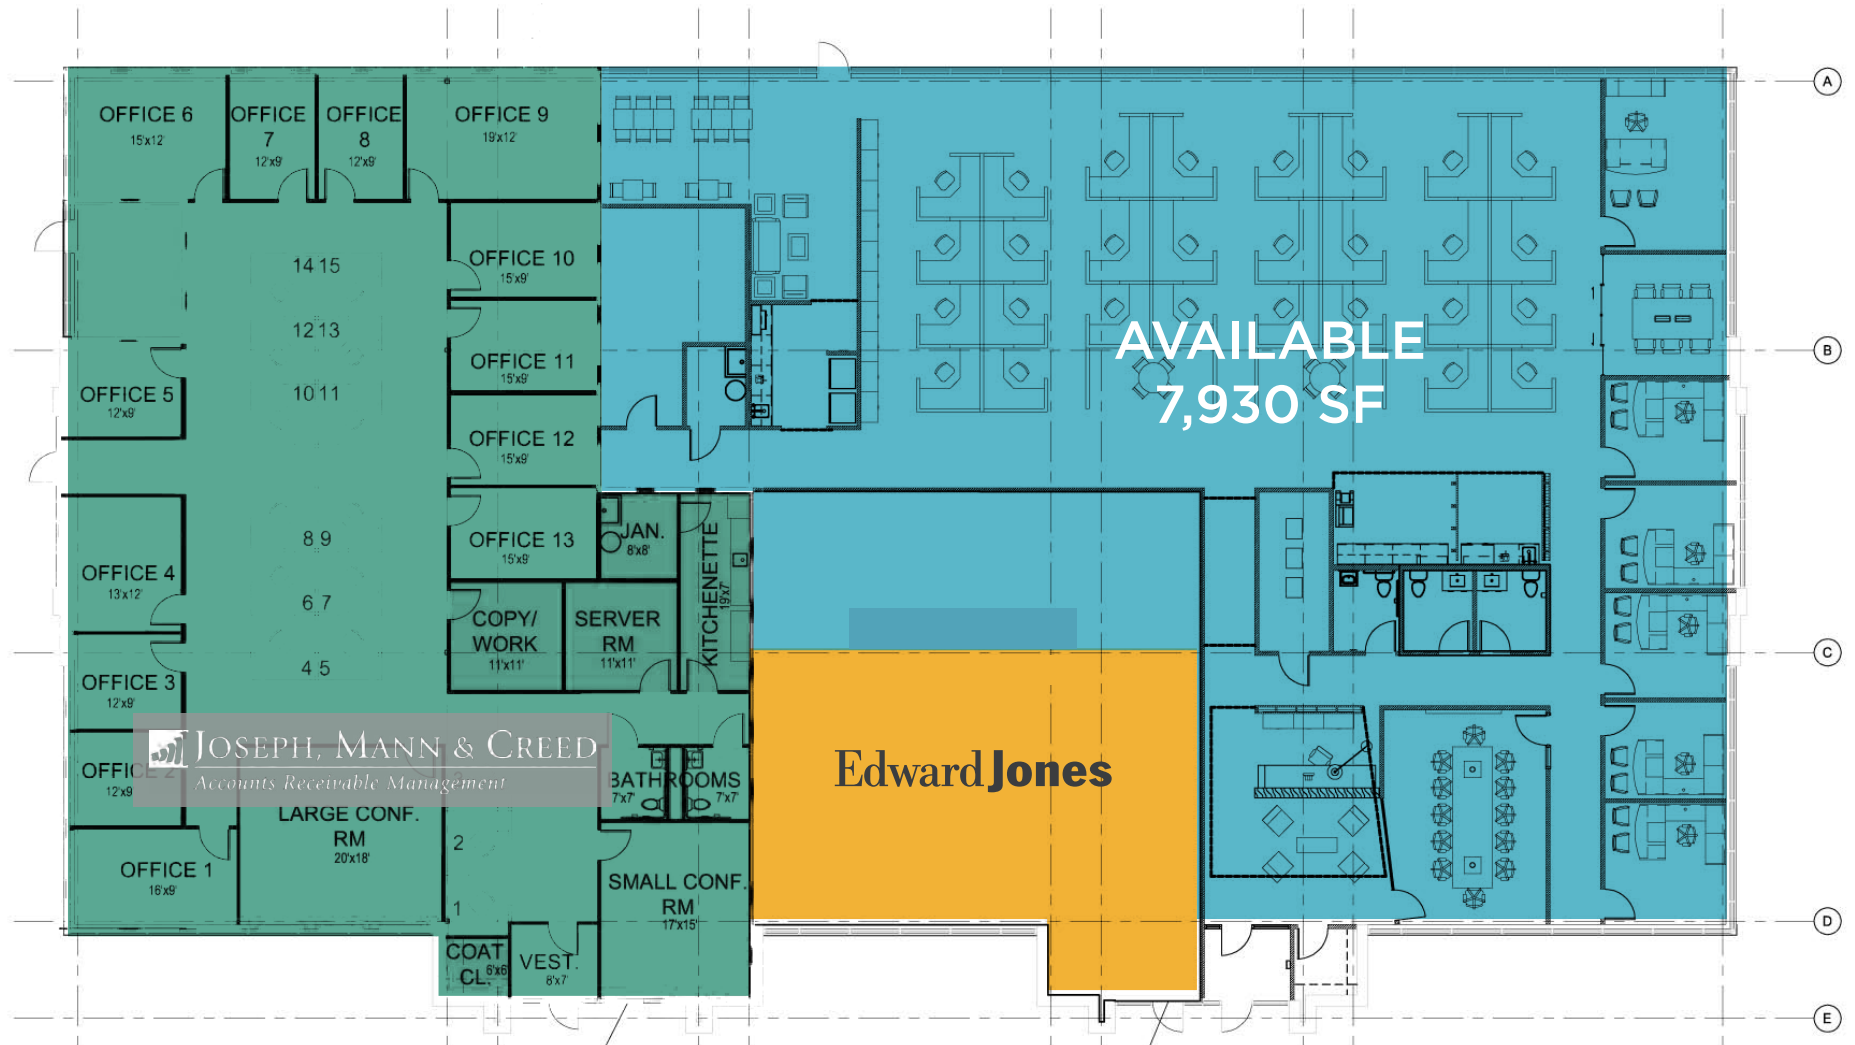 OFFICE 6
15'x12'
OFFICE
7
12'x9'
OFFICE
8
12'x9'
OFFICE 9
19'x12'
A
OFFICE 10
15'x9'
14 15
12 13
OFFICE 11
15'x9'
AVAILABLE
7,930 SF
B
OFFICE 5
12'x9'
10 11
OFFICE 12
15'x9'
OFFICE 13
15'x9'
JAN.
8'x8'
KITCHENETTE
19'x7'
8 9
OFFICE 4
13'x12'
6 7
COPY/
WORK
11'x11'
SERVER
RM
11'x11'
4 5
C
OFFICE 3
12'x9'
JOSEPH, MANN & CREED
Accounts Receivable Management
OFFICE 2
12'x9'
3
BATHROOMS
7'x7'
7'x7'
Edward Jones
LARGE CONF.
RM
20'x18'
2
OFFICE 1
16'x9'
SMALL CONF.
RM
17'x15'
1
D
COAT
CL.
6'x6'
VEST.
8'x7'
E